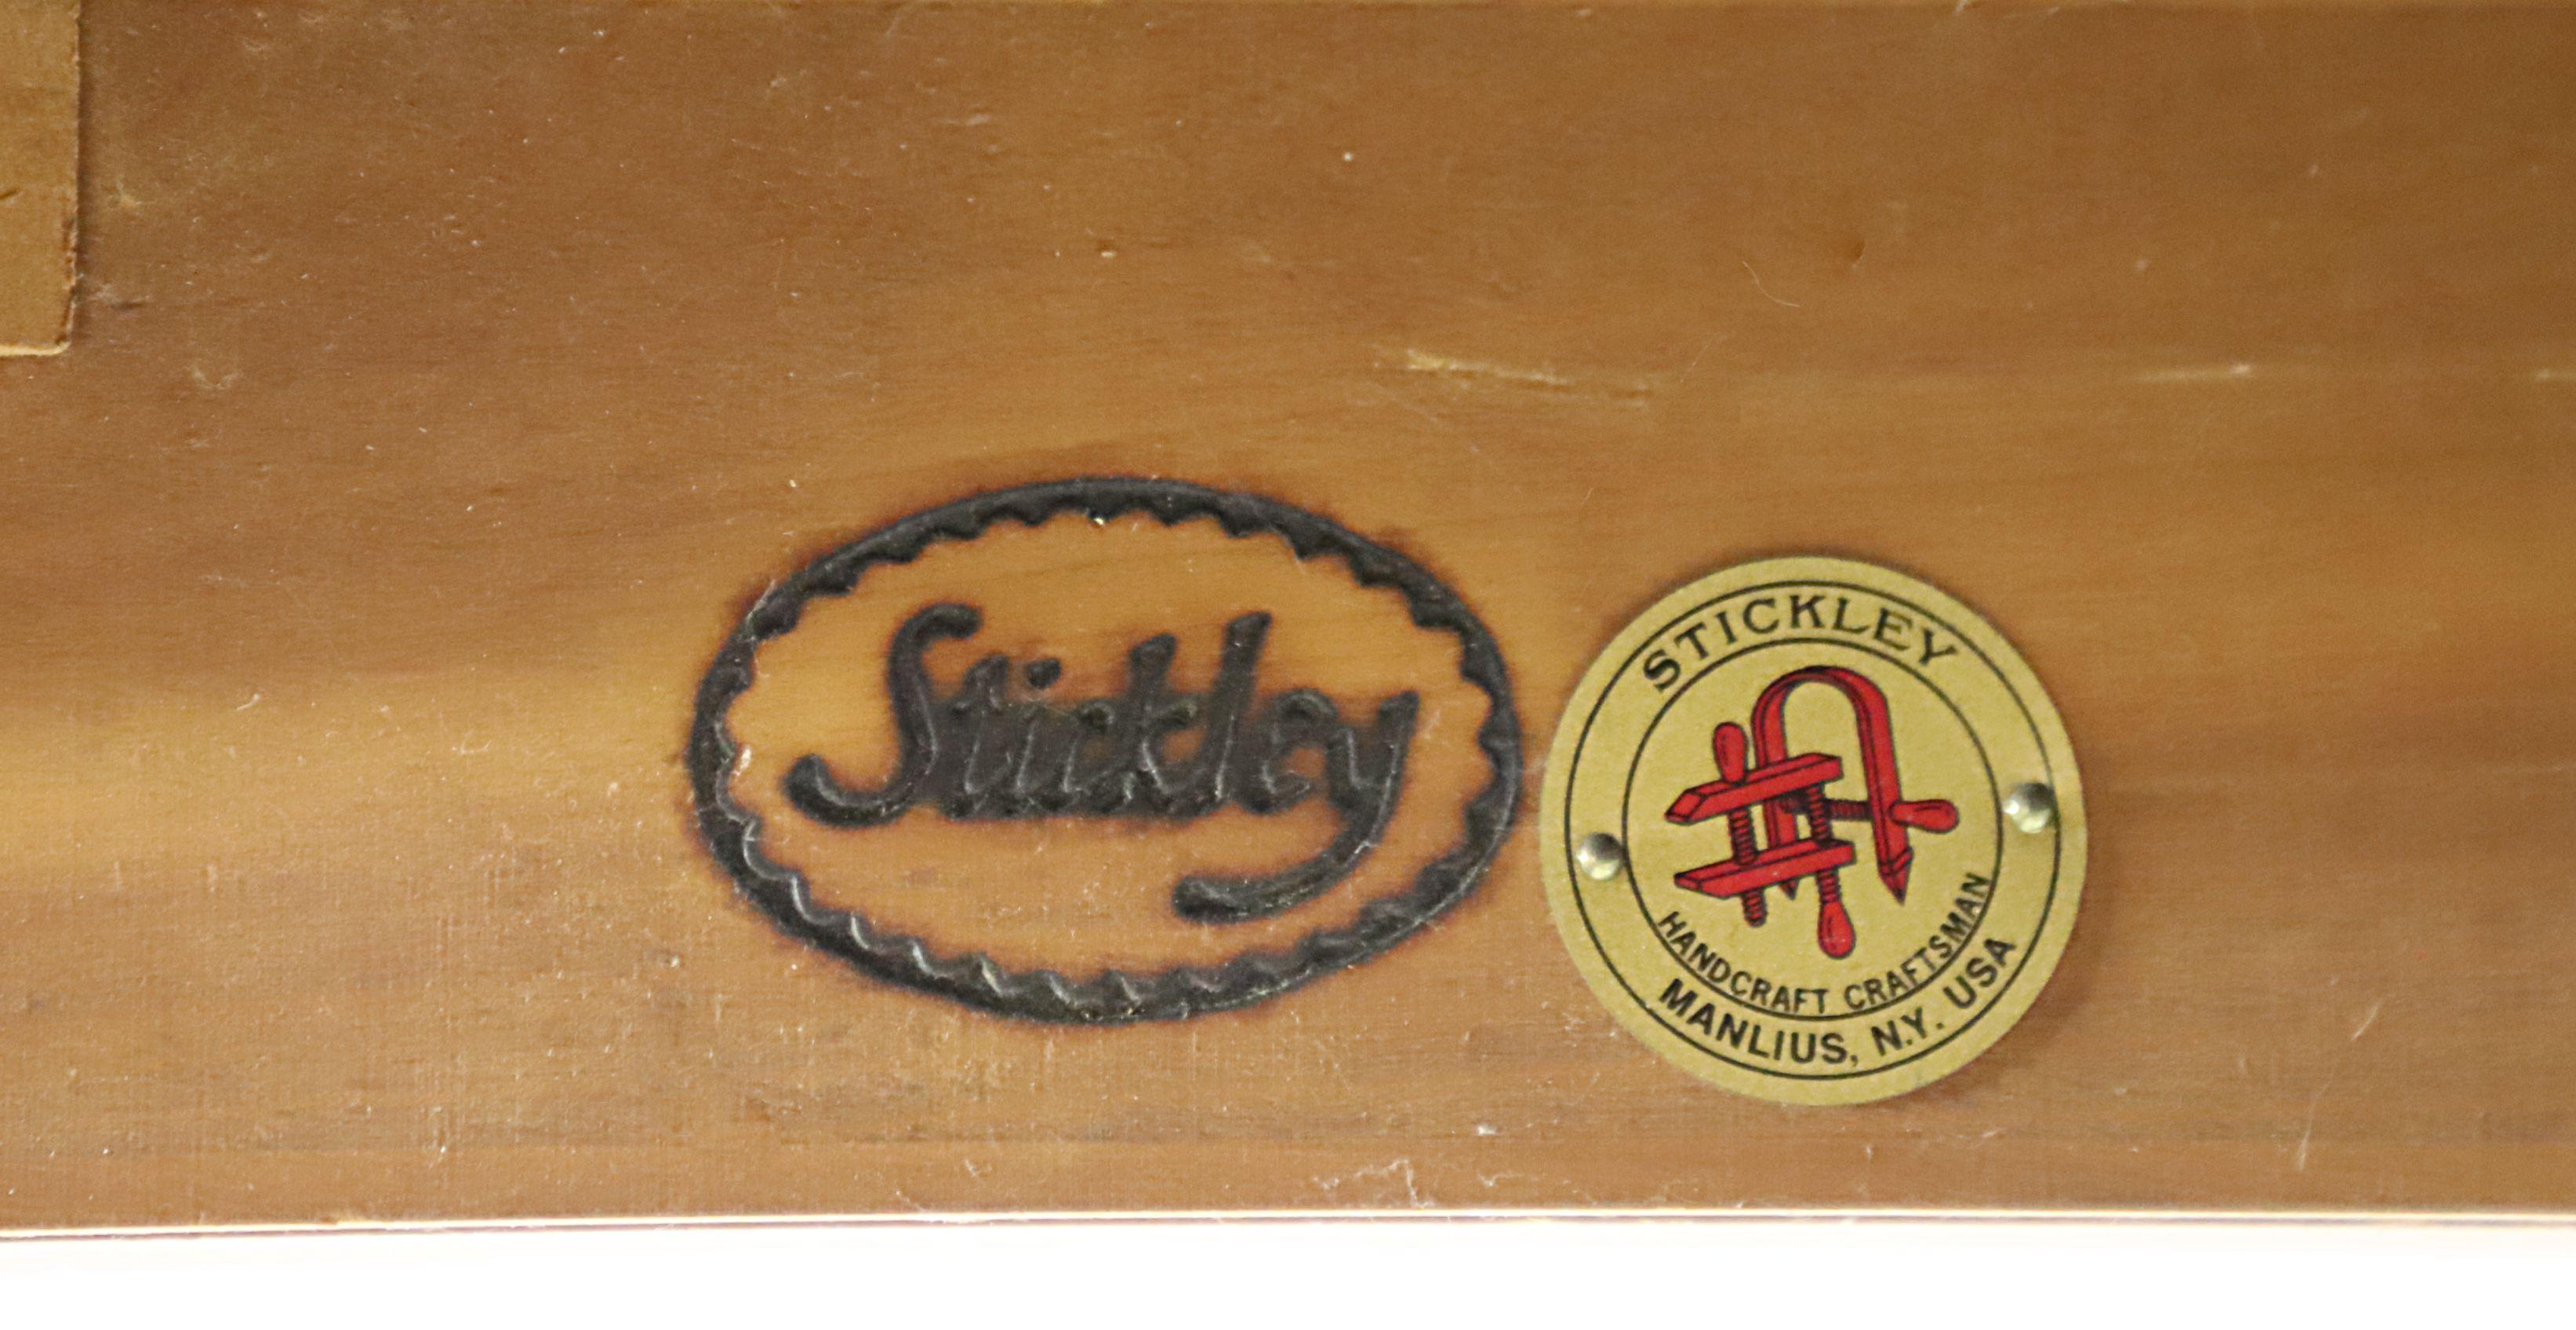 Stickley
STICKLEY
HANDCRAFT CRAFTSMAN
MANLIUS, N.Y. USA